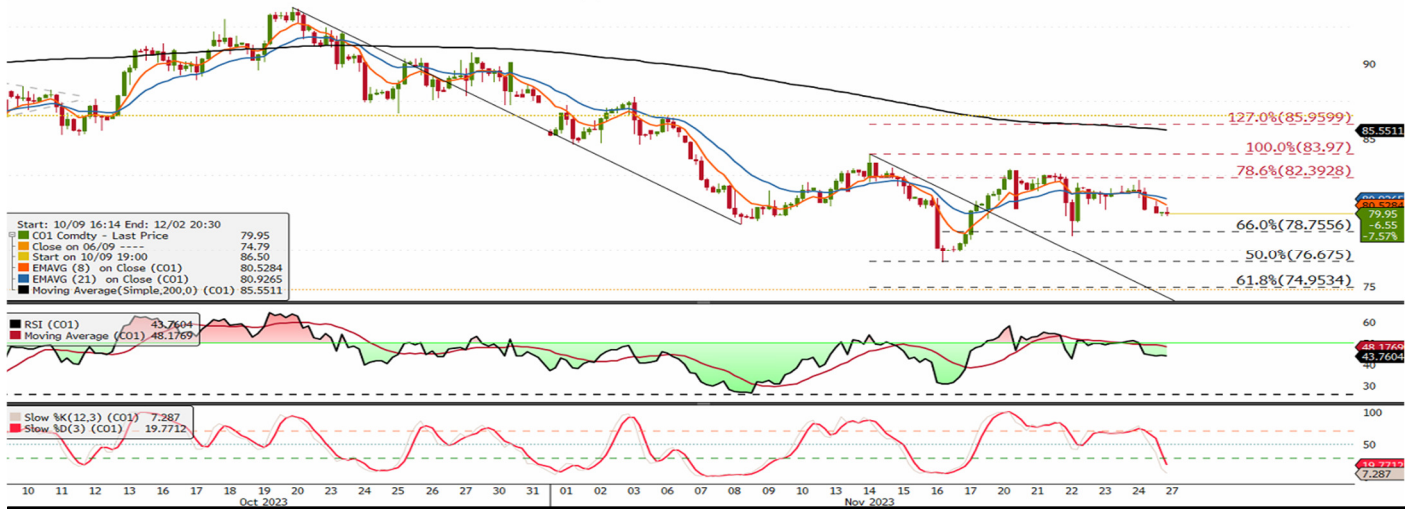 90
127.0%(85.9599)
85.5511
85
100.0%(83.97)
78.6%(82.3928)
80.9265
80.5284
79.95
-6.55
-7.57%
66.0%(78.7556)
50.0%(76.675)
61.8%(74.9534)
75
Start: 10/09 16:14 End: 12/02 20:30
CO1 Comdty - Last Price 79.95
Close on 06/09 ---- 74.79
Start on 10/09 19:00 86.50
EMAVG (8) on Close (CO1) 80.5284
EMAVG (21) on Close (CO1) 80.9265
Moving Average(Simple,200,0) (CO1) 85.5511
RSI (CO1) 43.7604
Moving Average (CO1) 48.1769
60
48.1769
43.7604
30
Slow %K(12,3) (CO1) 7.287
Slow %D(3) (CO1) 19.7712
100
50
19.7712
7.287
10 11 12 13 16 17 18 19 20 23 24 25 26 27 30 31 01 02 03 06 07 08 09 10 13 14 15 16 17 20 21 22 23 24 27
Oct 2023 Nov 2023